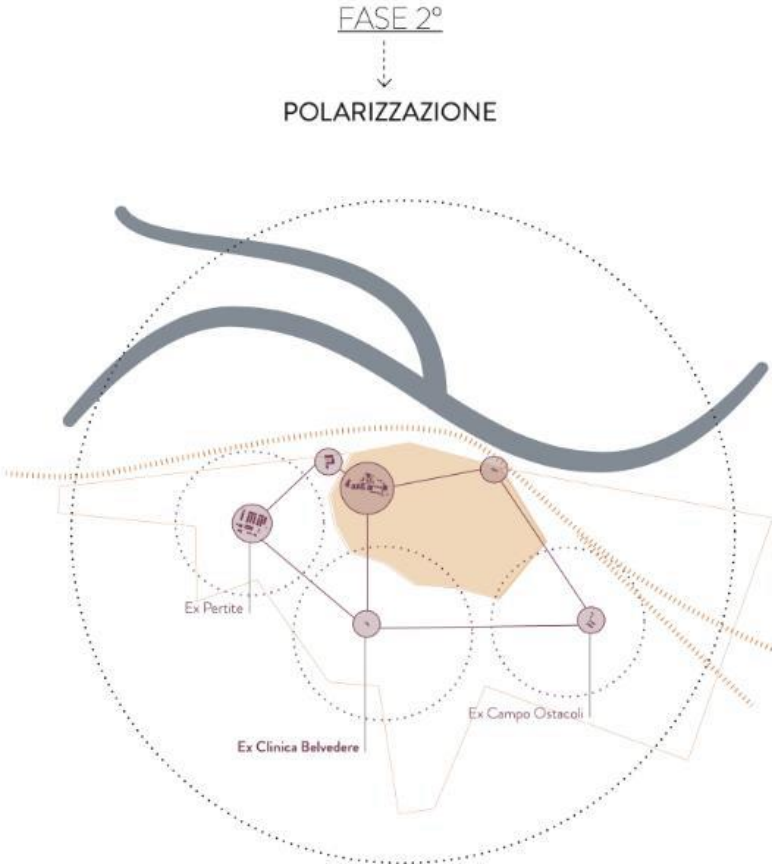 FASE 2°
POLARIZZAZIONE
Ex Pertite
Ex Campo Ostacoli
Ex Clinica Belvedere